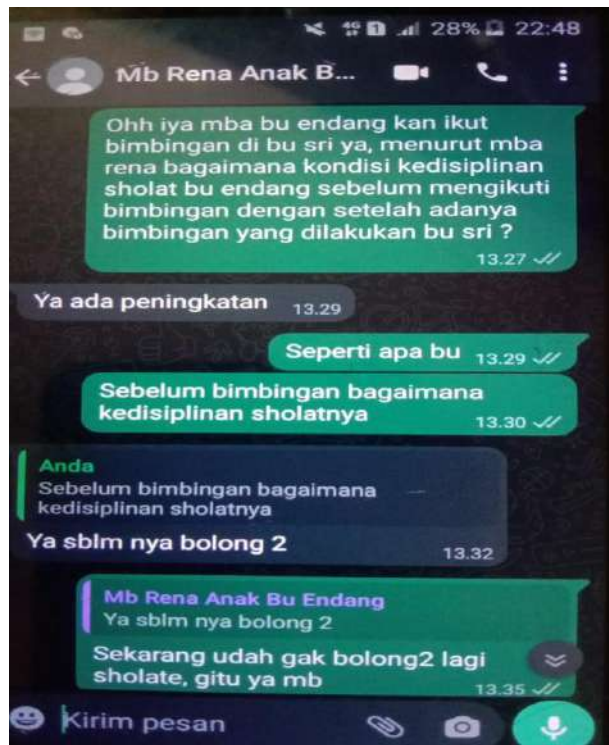 4G 1 28% 22:48
Mb Rena Anak B...
Ohh iya mba bu endang kan ikut
bimbingan di bu sri ya, menurut mba
rena bagaimana kondisi kedisiplinan
sholat bu endang sebelum mengikuti
bimbingan dengan setelah adanya
bimbingan yang dilakukan bu sri ?
13.27
Ya ada peningkatan 13.29
Seperti apa bu 13.29
Sebelum bimbingan bagaimana
kedisiplinan sholatnya
13.30
Anda
Sebelum bimbingan bagaimana
kedisiplinan sholatnya
Ya sblm nya bolong 2
13.32
Mb Rena Anak Bu Endang
Ya sblm nya bolong 2
Sekarang udah gak bolong2 lagi
sholate, gitu ya mb
13.35
Kirim pesan